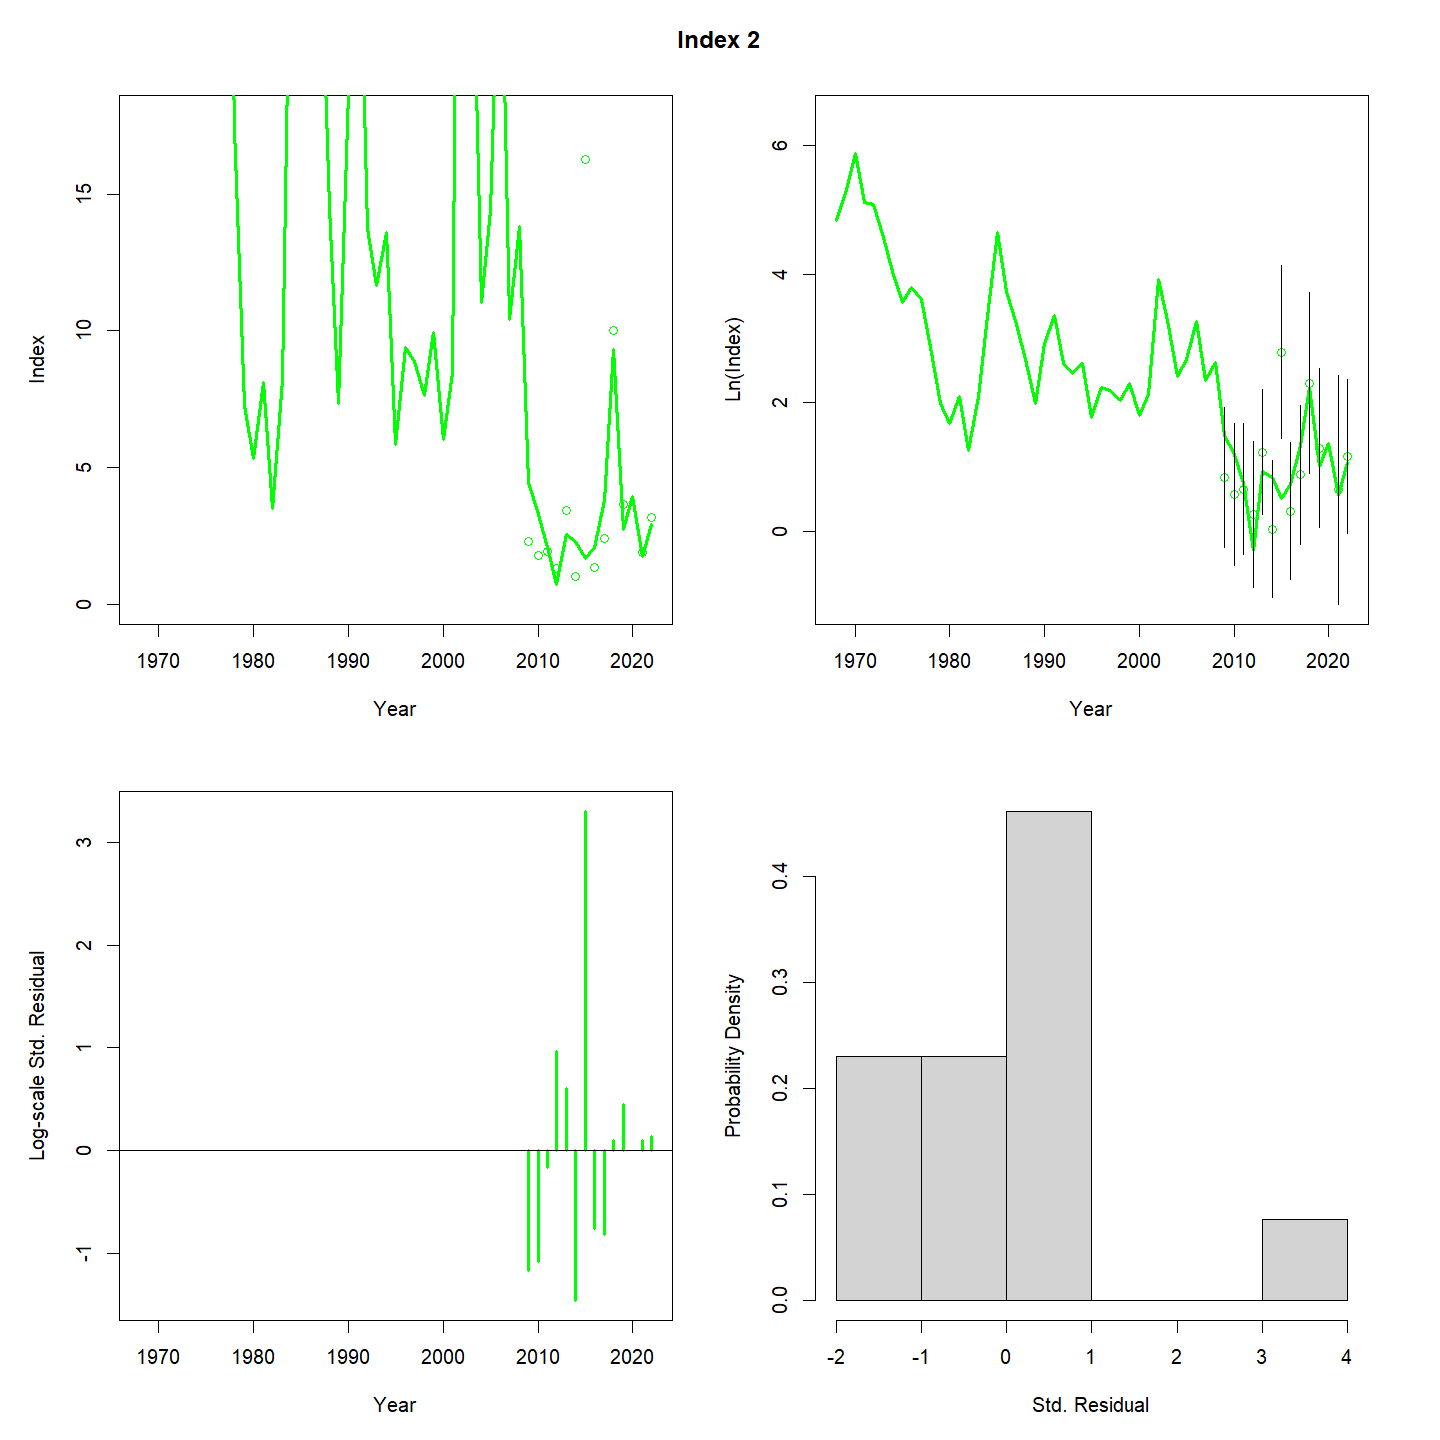 Index 2
Index
15
10
5
0
1970 1980 1990 2000 2010 2020
Year
Ln(Index)
6
4
2
0
1970 1980 1990 2000 2010 2020
Year
Log-scale Std. Residual
3
2
1
0
-1
1970 1980 1990 2000 2010 2020
Year
Probability Density
0.4
0.3
0.2
0.1
0.0
-2 -1 0 1 2 3 4
Std. Residual